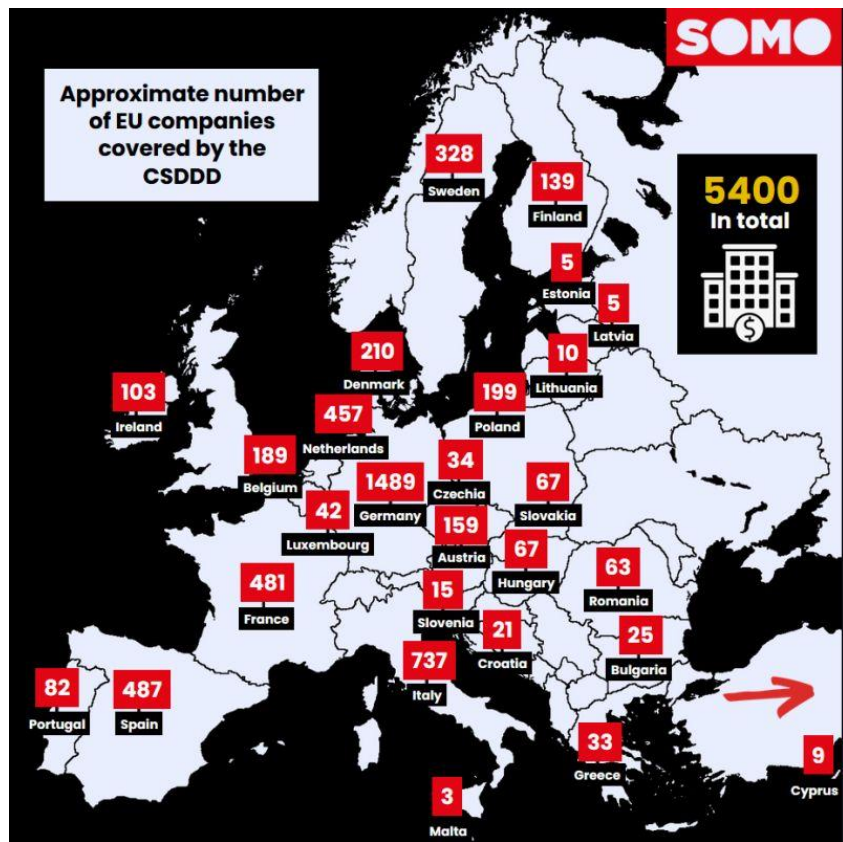 SOMO
Approximate number
of EU companies
covered by the
CSDDD
5400
In total
$
328
Sweden
139
Finland
5
Estonia
5
Latvia
10
Lithuania
210
Denmark
103
Ireland
457
Netherlands
199
Poland
189
Belgium
1489
Germany
34
Czechia
67
Slovakia
42
Luxembourg
159
Austria
67
Hungary
63
Romania
481
France
15
Slovenia
21
Croatia
25
Bulgaria
737
Italy
82
Portugal
487
Spain
33
Greece
9
Cyprus
3
Malta